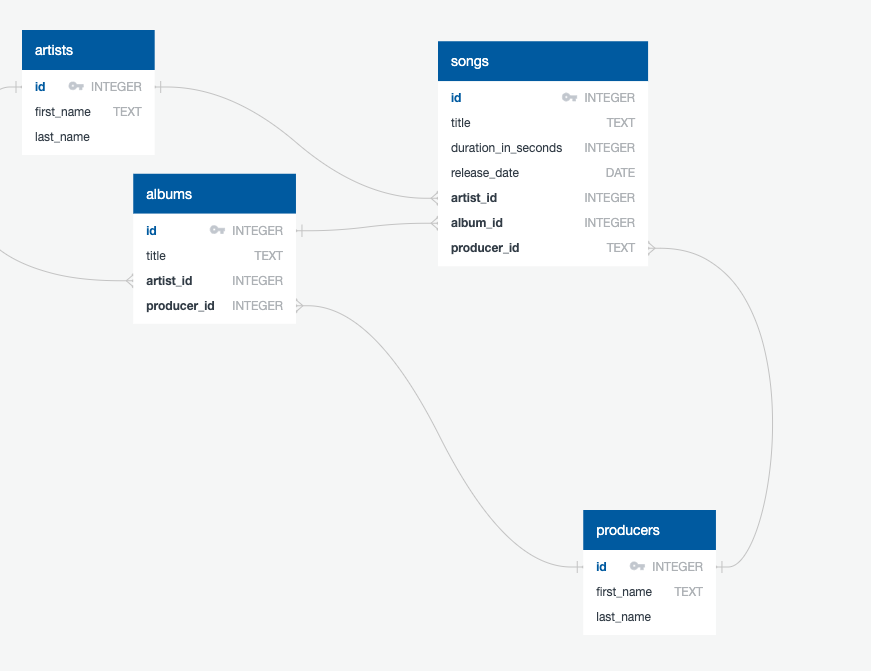 artists
id INTEGER
first_name TEXT
last_name
albums
id INTEGER
title TEXT
artist_id INTEGER
producer_id INTEGER
songs
id INTEGER
title TEXT
duration_in_seconds INTEGER
release_date DATE
artist_id INTEGER
album_id INTEGER
producer_id TEXT
producers
id INTEGER
first_name TEXT
last_name